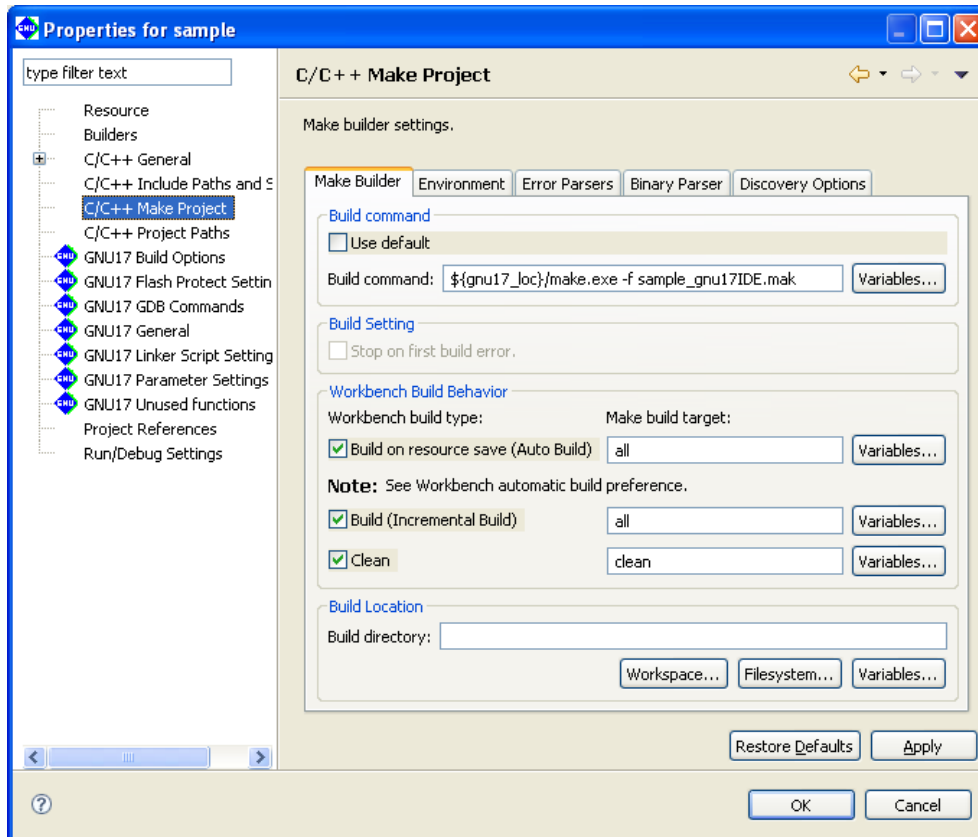 Properties for sample
type filter text
Resource
Builders
C/C++ General
C/C++ Include Paths and S
C/C++ Make Project
C/C++ Project Paths
GNU17 Build Options
GNU17 Flash Protect Settin
GNU17 GDB Commands
GNU17 General
GNU17 Linker Script Setting
GNU17 Parameter Settings
GNU17 Unused functions
Project References
Run/Debug Settings
C/C++ Make Project
Make builder settings.
Make Builder Environment Error Parsers Binary Parser Discovery Options
Build command
Use default
Build command: ${gnu17_loc}/make.exe -f sample_gnu17IDE.mak Variables...
Build Setting
Stop on first build error.
Workbench Build Behavior
Workbench build type: Make build target:
Build on resource save (Auto Build) all Variables...
Note: See Workbench automatic build preference.
Build (Incremental Build) all Variables...
Clean clean Variables...
Build Location
Build directory:
Workspace... Filesystem... Variables...
Restore Defaults Apply
OK Cancel